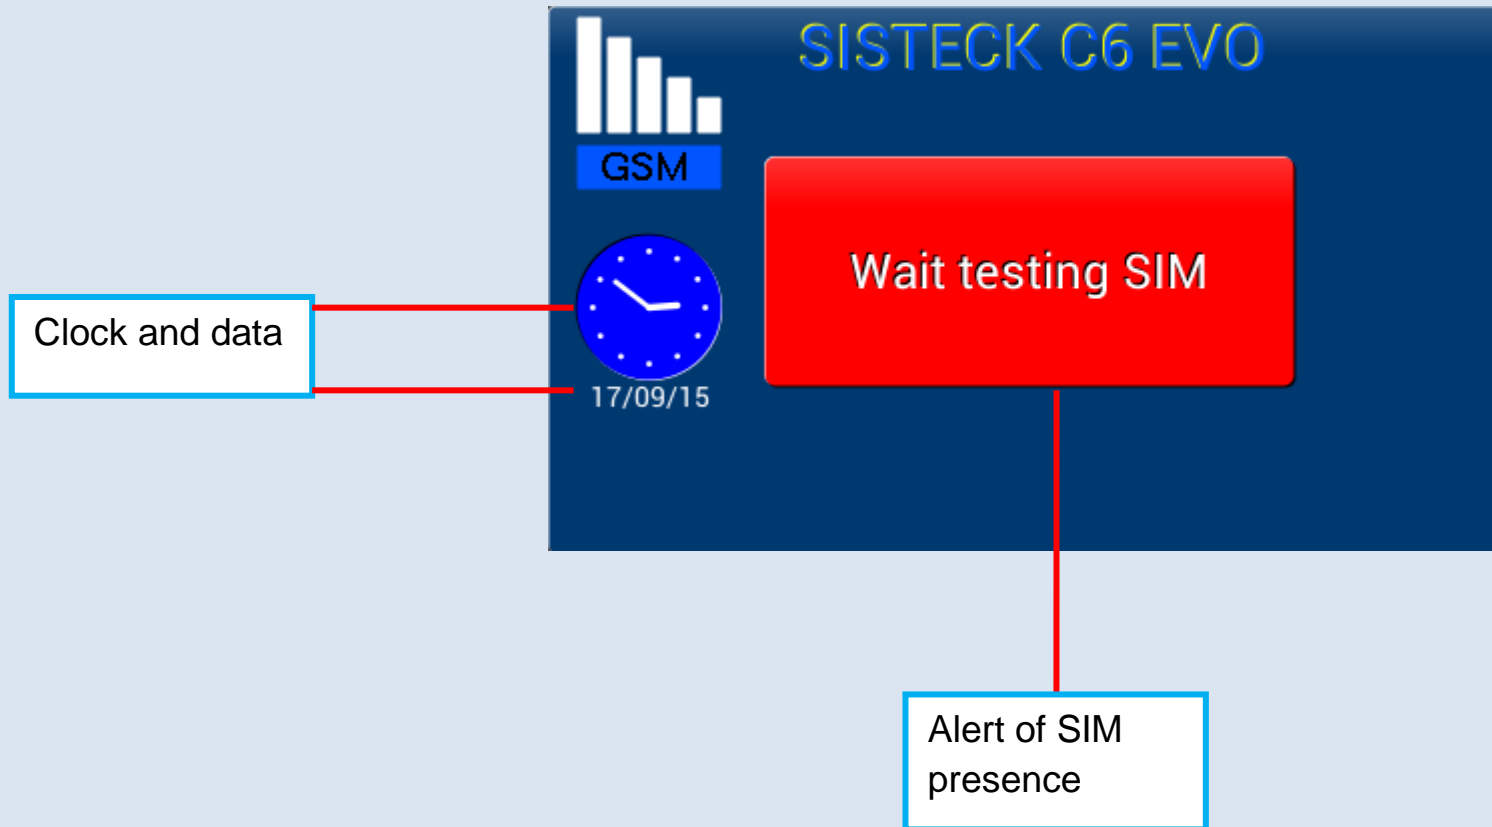 SISTECK C6 EVO
GSM
Wait testing SIM
Clock and data
17/09/15
Alert of SIM
presence